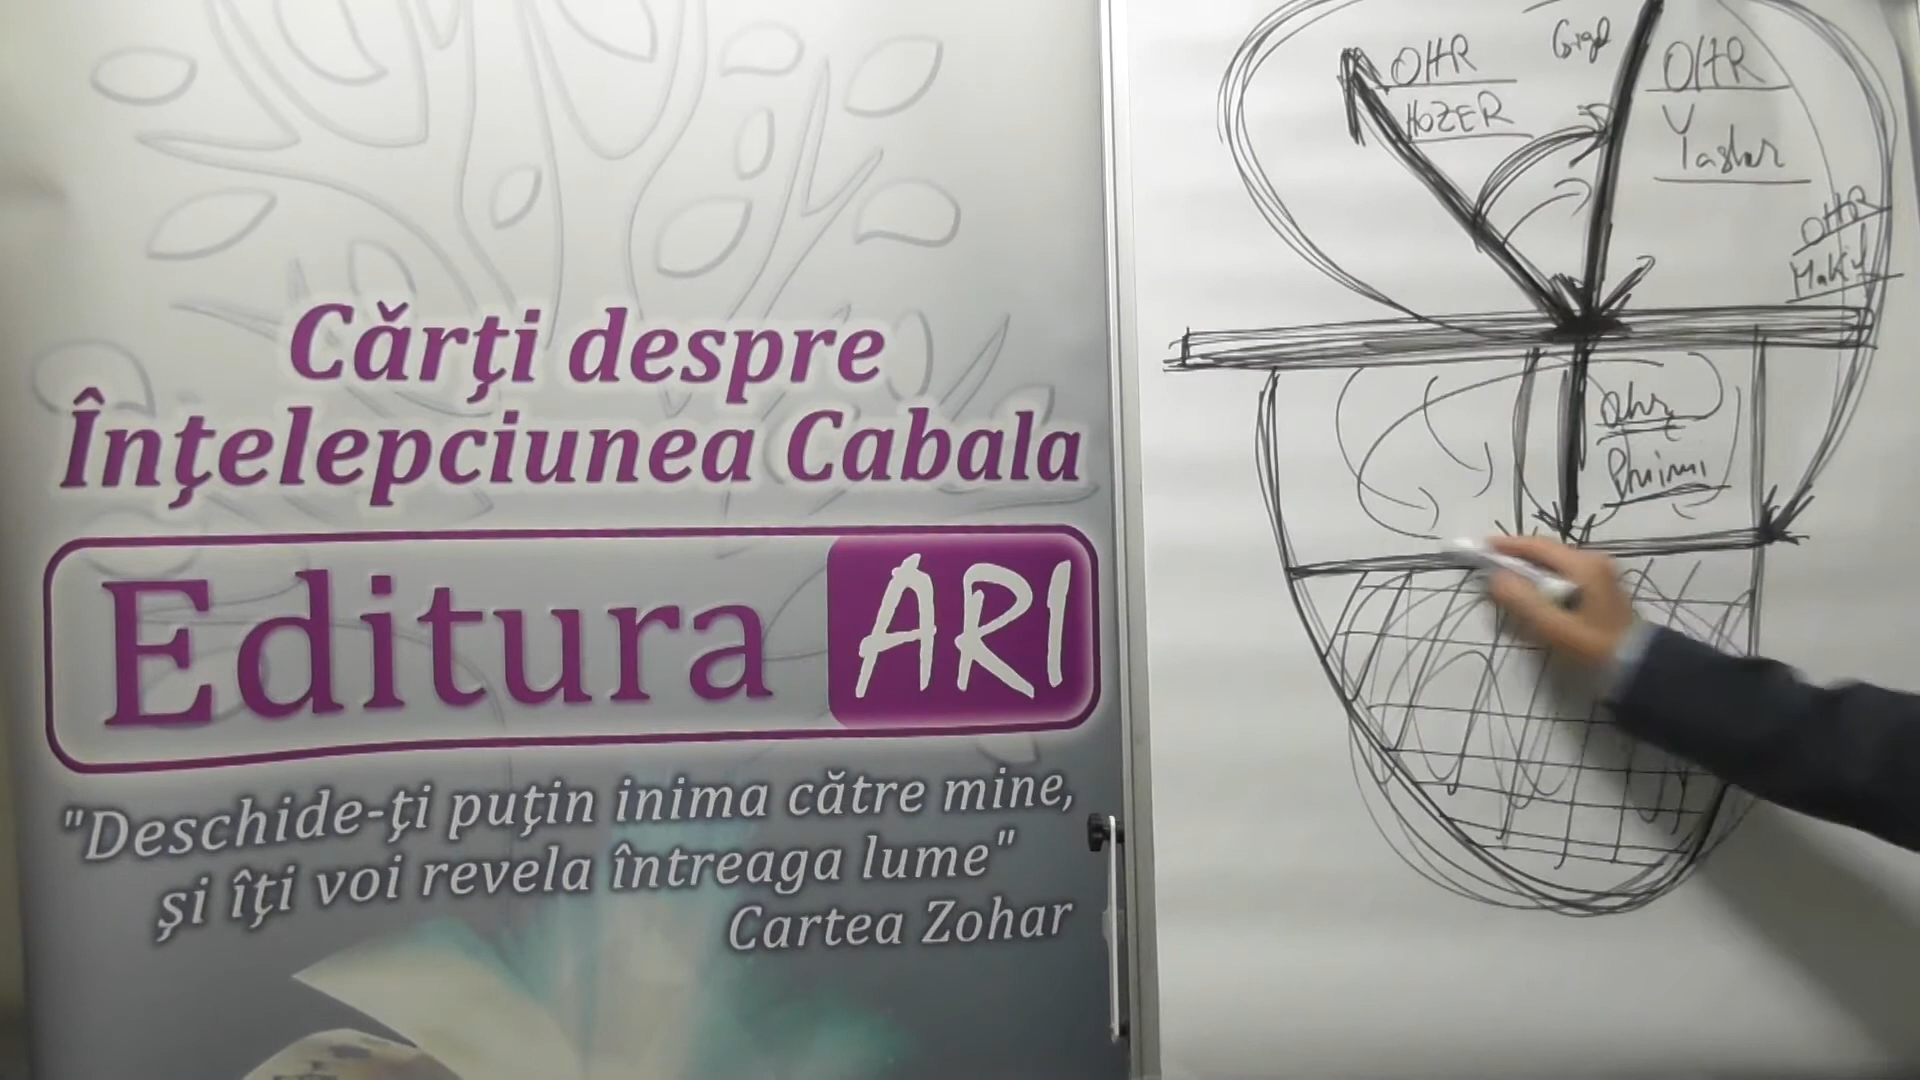 Cărţi despre
Înţelepciunea Cabala
Editura ARI
"Deschide-ţi puţin inima către mine,
şi îţi voi revela întreaga lume"
Cartea Zohar
OHR
HOZER
OHR
Yashar
OHR
Makif
Ohr